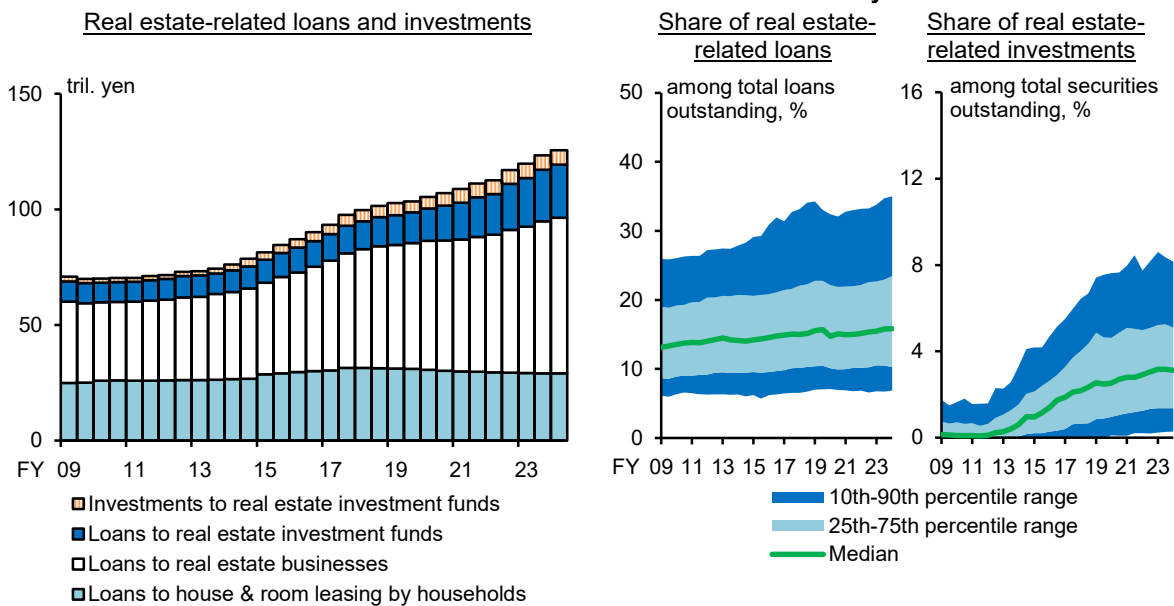 Real estate-related loans and investments
tril. yen
150
100
50
0
FY 09 11 13 15 17 19 21 23
Investments to real estate investment funds
Loans to real estate investment funds
Loans to real estate businesses
Loans to house & room leasing by households
Share of real estate-
related loans
among total loans
outstanding, %
50
40
30
20
10
0
FY 09 11 13 15 17 19 21 23
Share of real estate-
related investments
among total securities
outstanding, %
16
12
8
4
0
09 11 13 15 17 19 21 23
10th-90th percentile range
25th-75th percentile range
Median